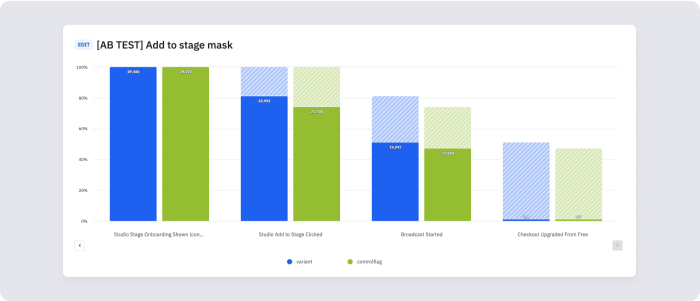 EDIT [AB TEST] Add to stage mask
100%
80%
60%
40%
20%
0%
Studio Stage Onboarding Shown (con...
Studio Add to Stage Clicked
Broadcast Started
Checkout Upgraded From Free
variant
controlflag